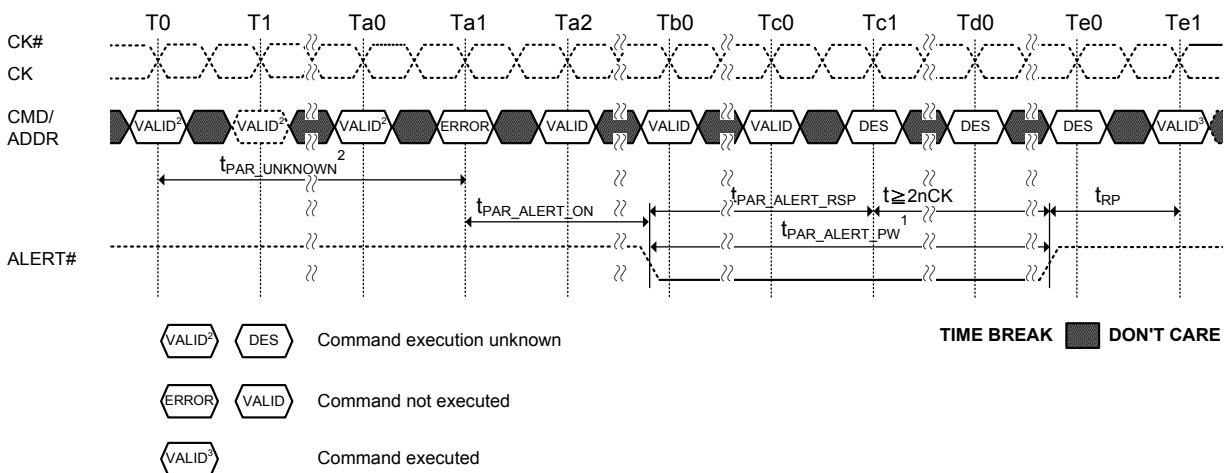 T0 T1 Ta0 Ta1 Ta2 Tb0 Tc0 Tc1 Td0 Te0 Te1
CK#
CK
CMD/
ADDR
VALID² VALID² VALID² ERROR VALID VALID VALID DES DES DES VALID³
tPAR_UNKNOWN²
tPAR_ALERT_ON
tPAR_ALERT_RSP
t≧2nCK
tRP
tPAR_ALERT_PW¹
ALERT#
VALID² DES Command execution unknown
TIME BREAK DON'T CARE
ERROR VALID Command not executed
VALID³ Command executed